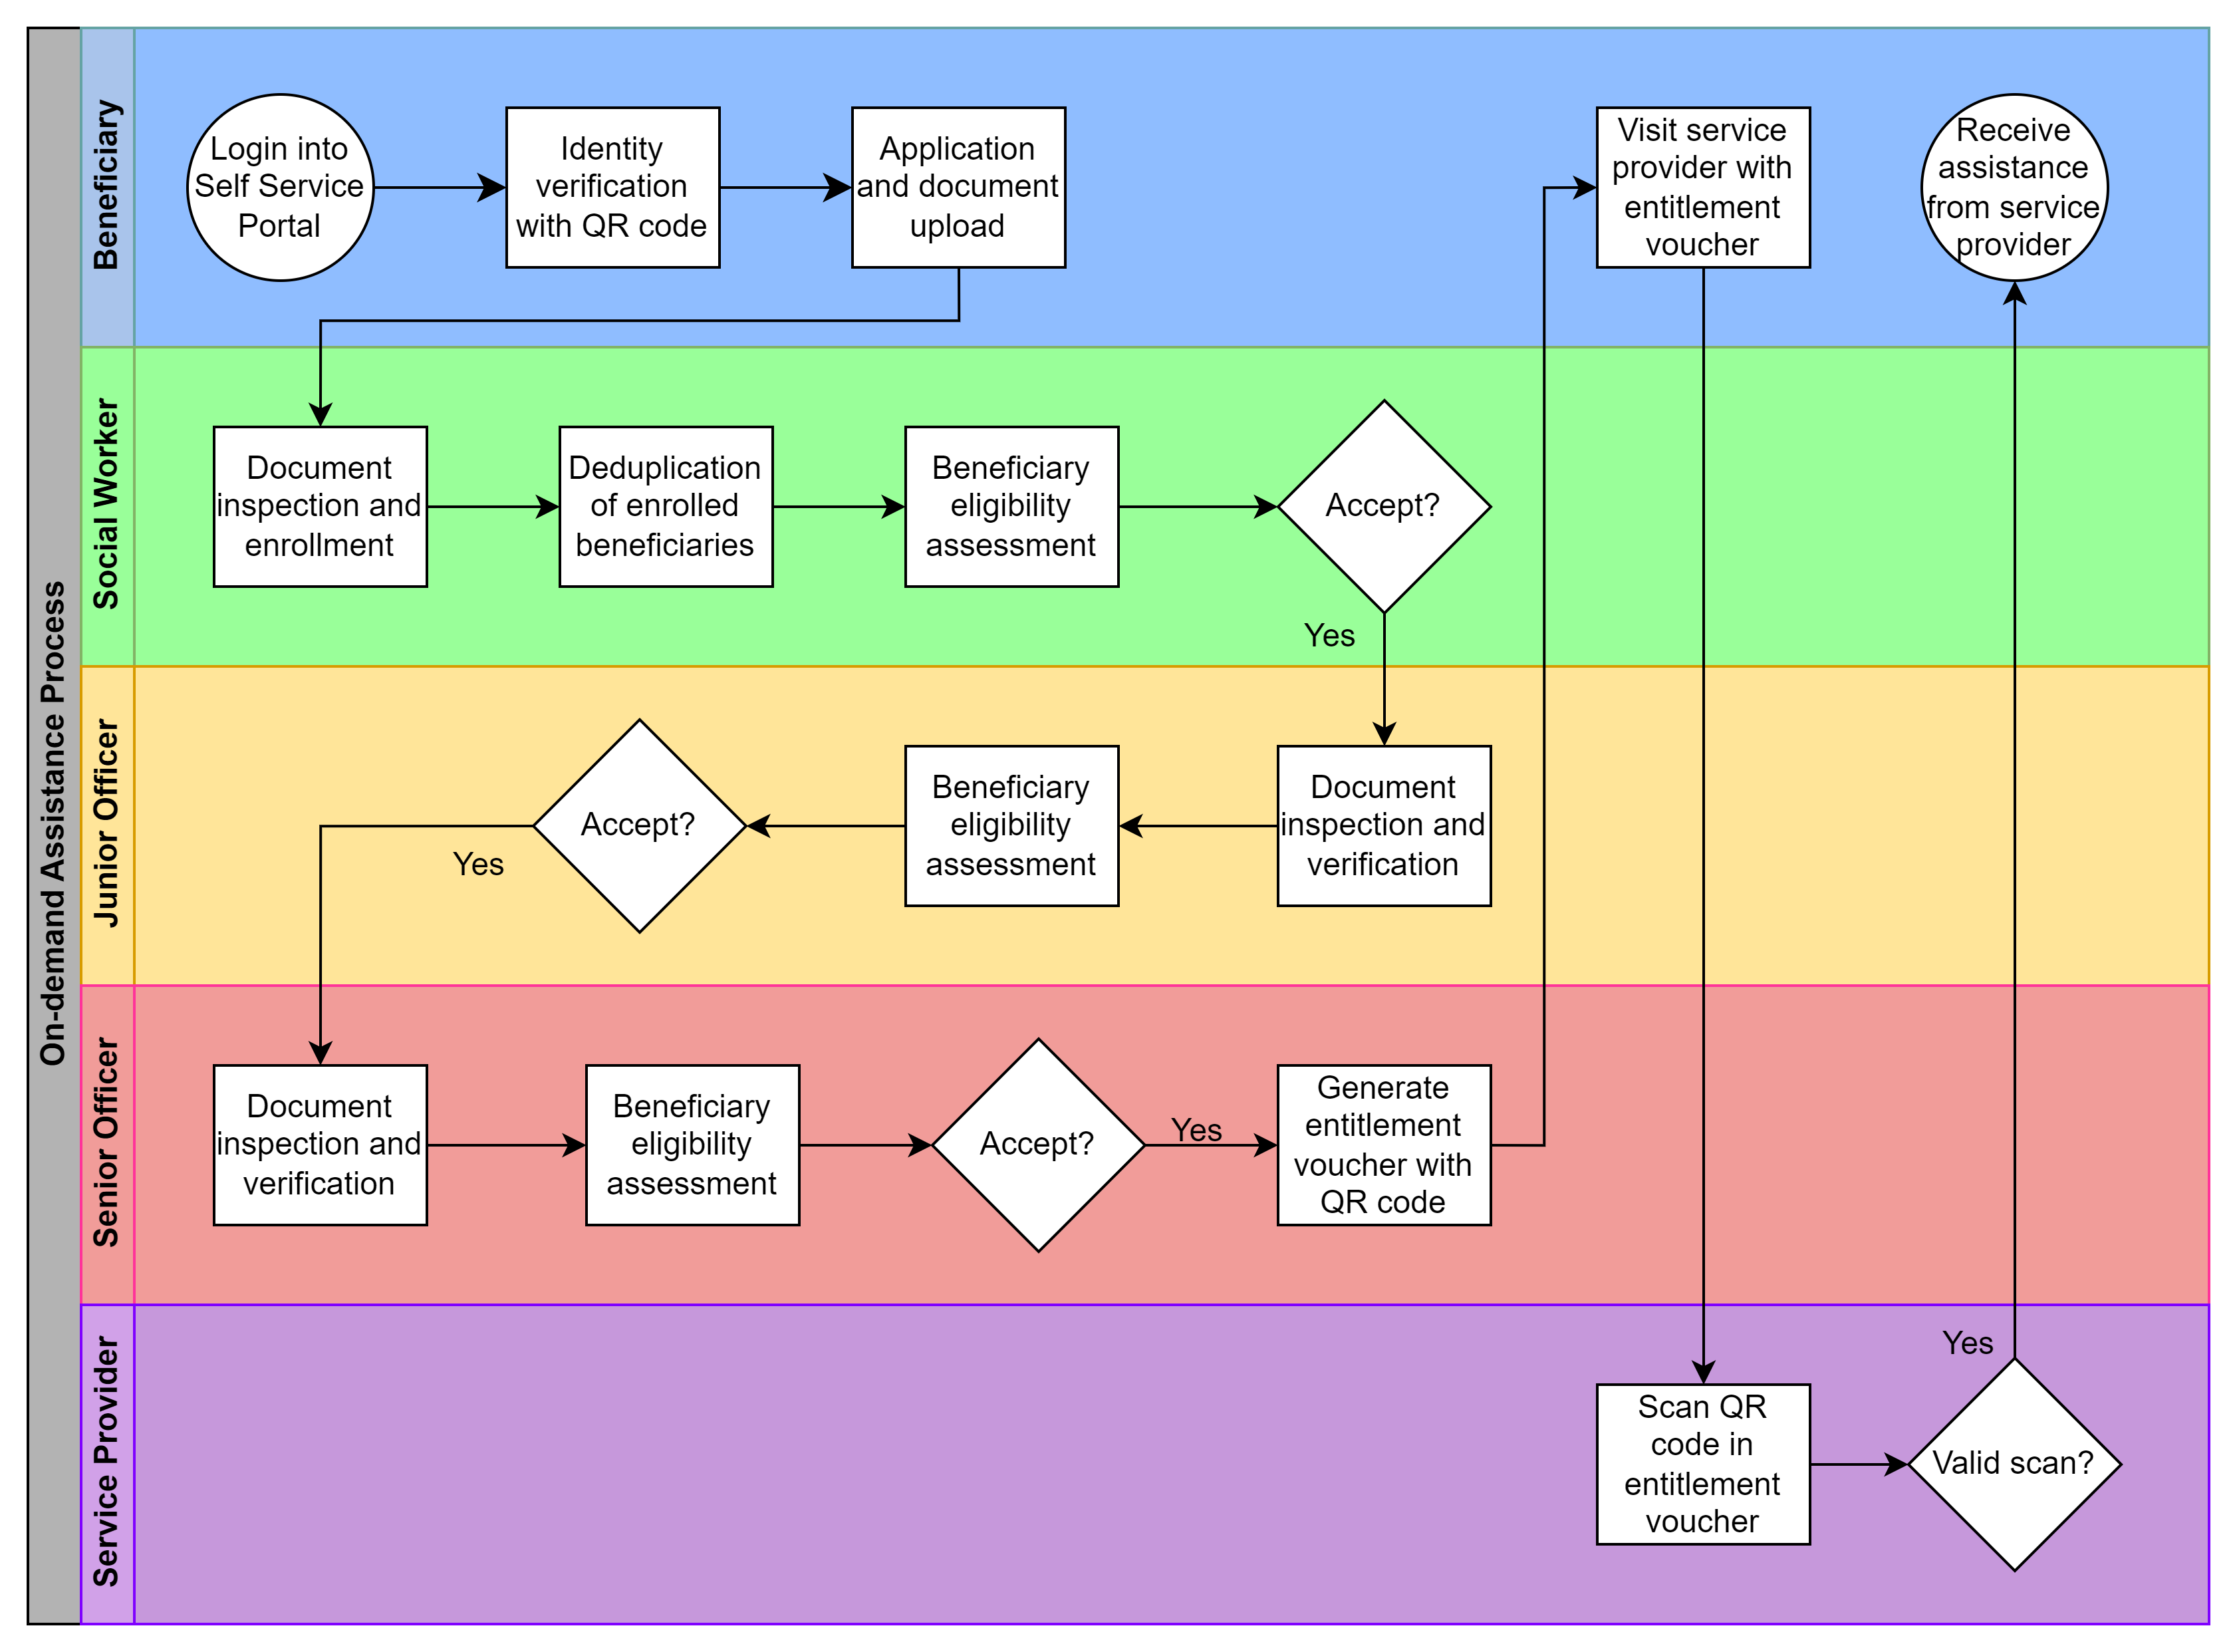 On-demand Assistance Process
Beneficiary
Login into
Self Service
Portal
Identity
verification
with QR code
Application
and document
upload
Visit service
provider with
entitlement
voucher
Receive
assistance
from service
provider
Social Worker
Document
inspection and
enrollment
Deduplication
of enrolled
beneficiaries
Beneficiary
eligibility
assessment
Accept?
Yes
Junior Officer
Accept?
Yes
Beneficiary
eligibility
assessment
Document
inspection and
verification
Senior Officer
Document
inspection and
verification
Beneficiary
eligibility
assessment
Accept?
Yes
Generate
entitlement
voucher with
QR code
Service Provider
Scan QR
code in
entitlement
voucher
Yes
Valid scan?